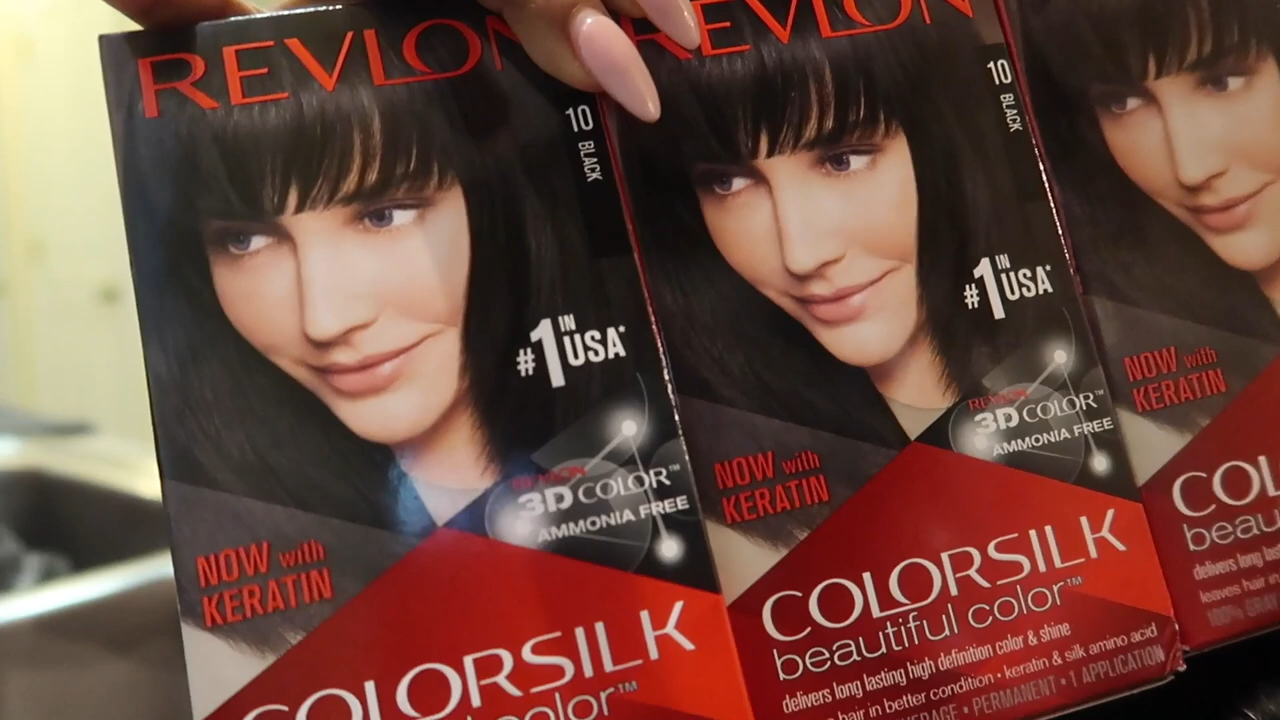 REVLON
10 BLACK
#1 IN USA*
REVLON
3D COLOR™
AMMONIA FREE
NOW with
KERATIN
COLORSILK
color™
REVLON
10 BLACK
#1 IN USA*
REVLON
3D COLOR™
AMMONIA FREE
NOW with
KERATIN
COLORSILK
beautiful color™
delivers long lasting high definition color & shine
hair in better condition • keratin & silk amino acid
• PERMANENT • 1 APPLICATION
NOW with
KERATIN
COL
beau
delivers long la
leaves hair in
100%